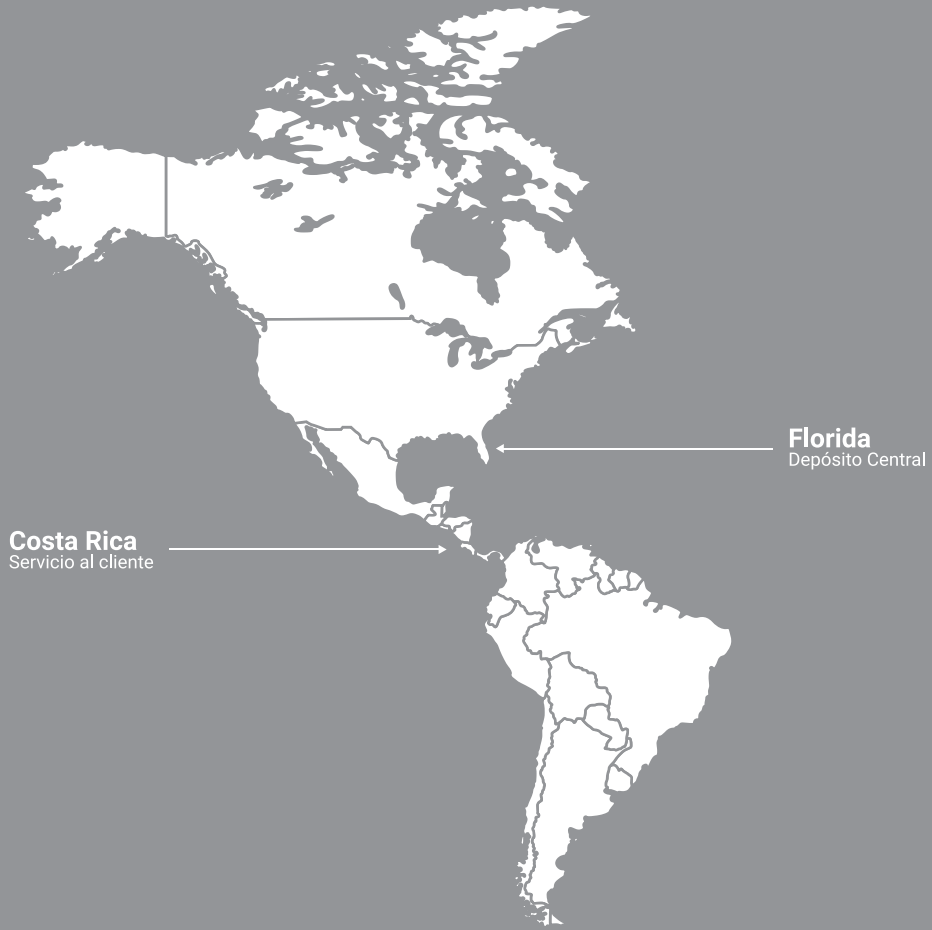 Florida
Depósito Central
Costa Rica
Servicio al cliente